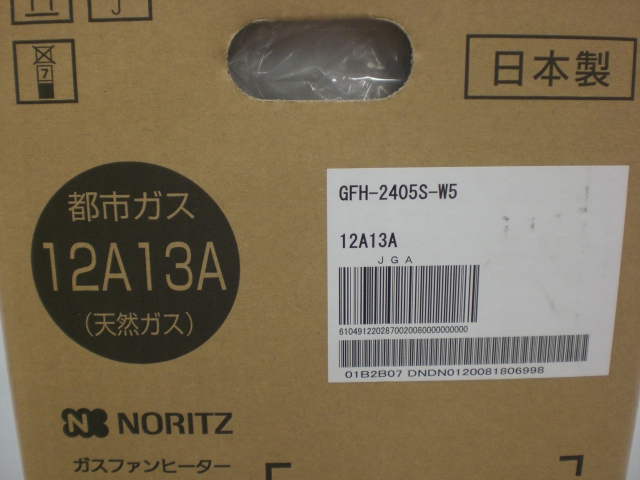 7
日本製
都市ガス
12A13A
(天然ガス)
GFH-2405S-W5
12A13A
JGA
6104912202870020080000000000
01B2B07 DNDN0120081806998
NORITZ
ガスファンヒーター